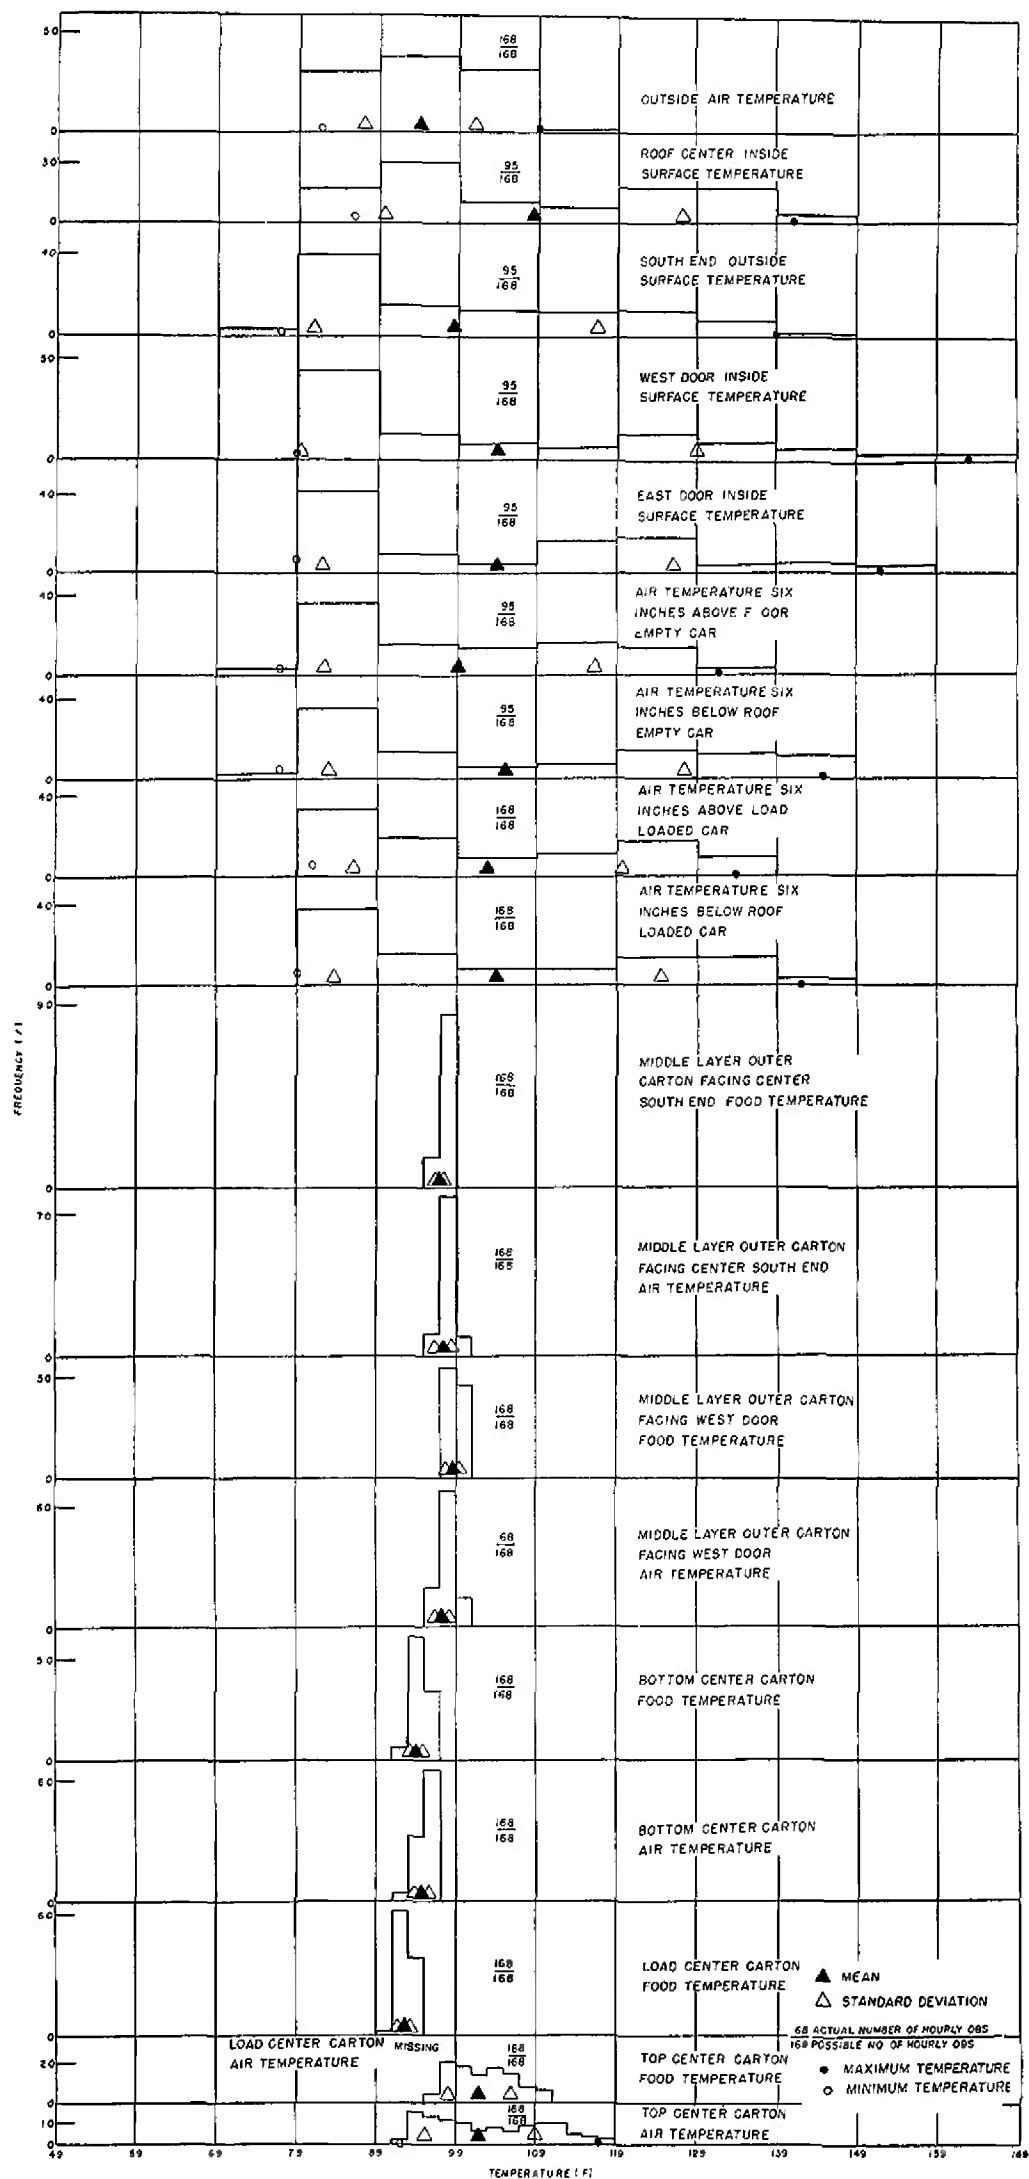 50
168
168
OUTSIDE AIR TEMPERATURE
0
30
95
168
ROOF CENTER INSIDE
SURFACE TEMPERATURE
0
40
95
168
SOUTH END OUTSIDE
SURFACE TEMPERATURE
0
50
95
168
WEST DOOR INSIDE
SURFACE TEMPERATURE
0
40
95
168
EAST DOOR INSIDE
SURFACE TEMPERATURE
0
40
95
168
AIR TEMPERATURE SIX
INCHES ABOVE F OOR
EMPTY CAR
0
40
95
168
AIR TEMPERATURE SIX
INCHES BELOW ROOF
EMPTY CAR
0
40
168
168
AIR TEMPERATURE SIX
INCHES ABOVE LOAD
LOADED CAR
0
40
168
168
AIR TEMPERATURE SIX
INCHES BELOW ROOF
LOADED CAR
0
90
FREQUENCY (%)
168
168
MIDDLE LAYER OUTER
CARTON FACING CENTER
SOUTH END FOOD TEMPERATURE
0
70
168
168
MIDDLE LAYER OUTER CARTON
FACING CENTER SOUTH END
AIR TEMPERATURE
0
50
168
168
MIDDLE LAYER OUTER CARTON
FACING WEST DOOR
FOOD TEMPERATURE
0
60
68
168
MIDDLE LAYER OUTER CARTON
FACING WEST DOOR
AIR TEMPERATURE
0
50
168
168
BOTTOM CENTER CARTON
FOOD TEMPERATURE
0
60
168
168
BOTTOM CENTER CARTON
AIR TEMPERATURE
0
60
168
168
LOAD CENTER CARTON
FOOD TEMPERATURE
MEAN
STANDARD DEVIATION
68 ACTUAL NUMBER OF HOURLY OBS
168 POSSIBLE NO OF HOURLY OBS
MAXIMUM TEMPERATURE
MINIMUM TEMPERATURE
LOAD CENTER CARTON MISSING
AIR TEMPERATURE
20
168
168
TOP CENTER CARTON
FOOD TEMPERATURE
0
10
168
168
TOP CENTER CARTON
AIR TEMPERATURE
0
49 59 69 79 89 99 109 119 129 139 149 159 168
TEMPERATURE (F)